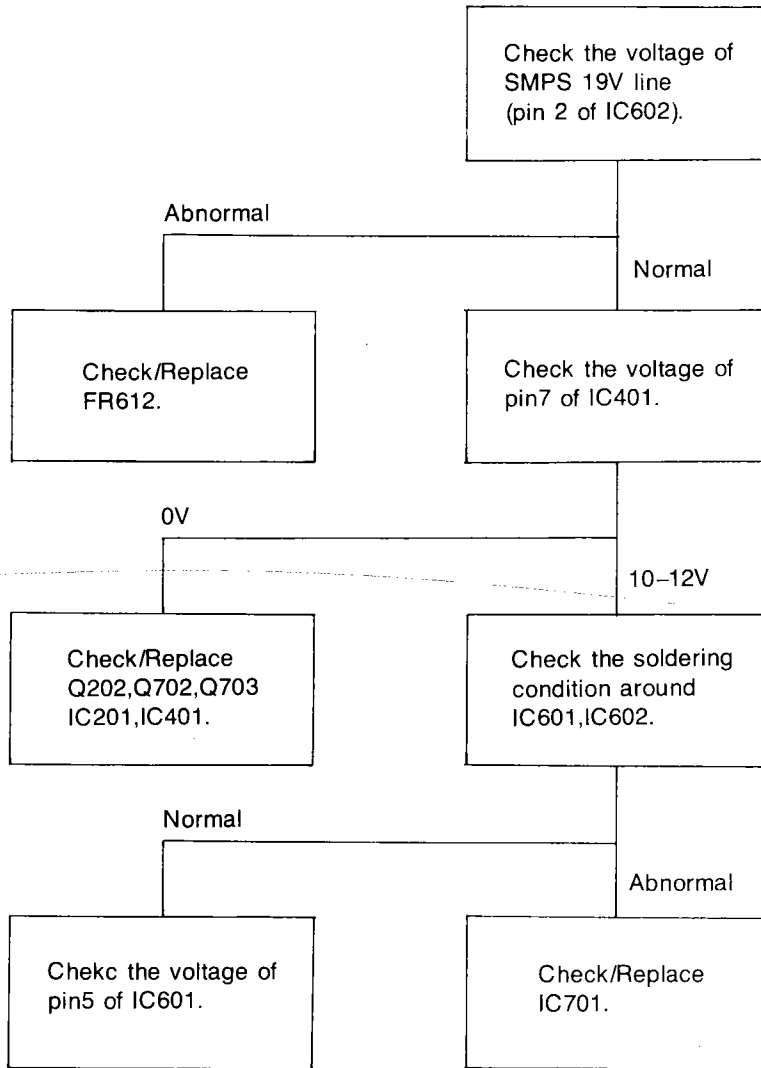 Check the voltage of
SMPS 19V line
(pin 2 of IC602).
Abnormal
Normal
Check/Replace
FR612.
Check the voltage of
pin7 of IC401.
0V
10–12V
Check/Replace
Q202,Q702,Q703
IC201,IC401.
Check the soldering
condition around
IC601,IC602.
Normal
Abnormal
Chekc the voltage of
pin5 of IC601.
Check/Replace
IC701.